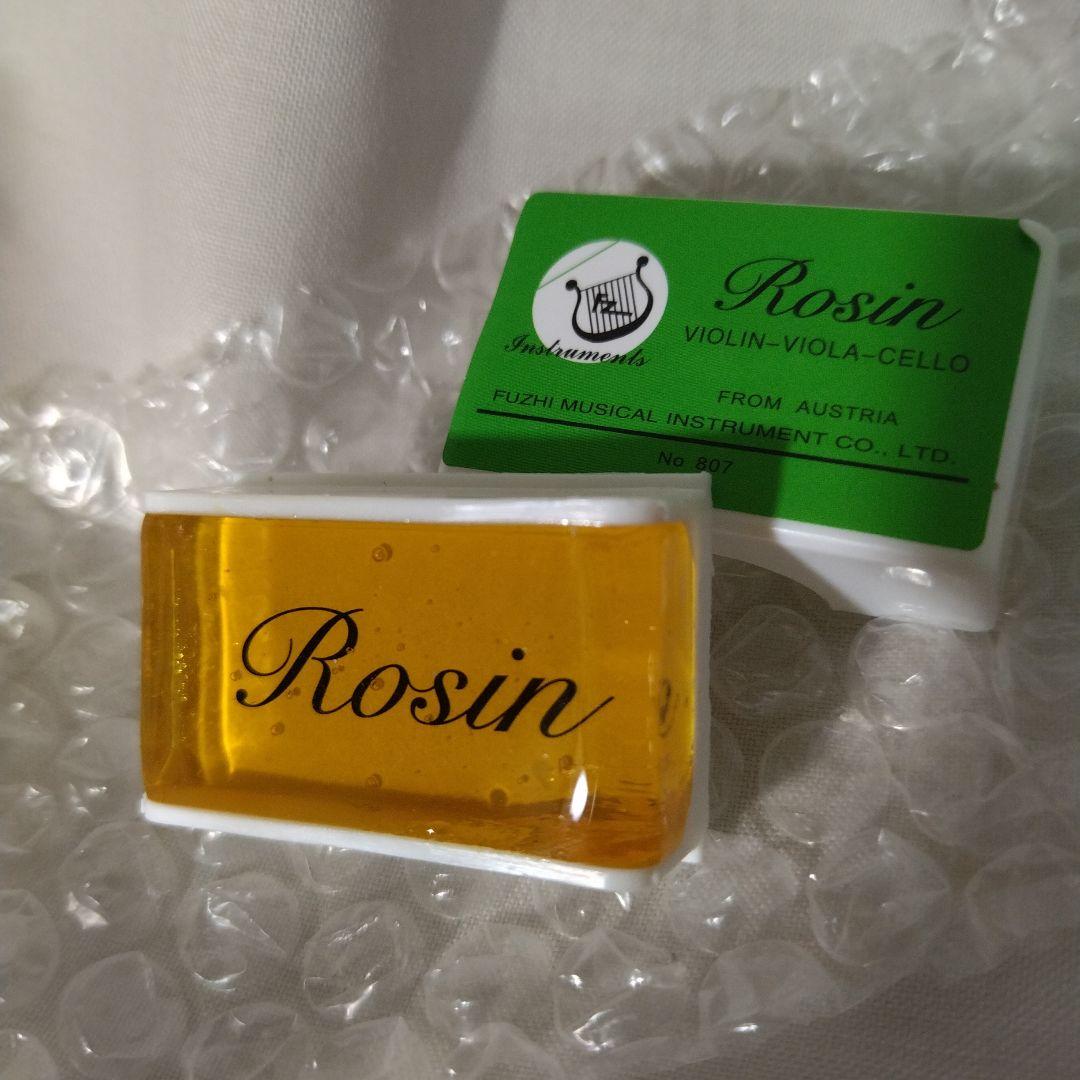 FZ
Instruments
Rosin
VIOLIN-VIOLA-CELLO
FROM AUSTRIA
FUZHI MUSICAL INSTRUMENT CO., LTD.
No 807
Rosin